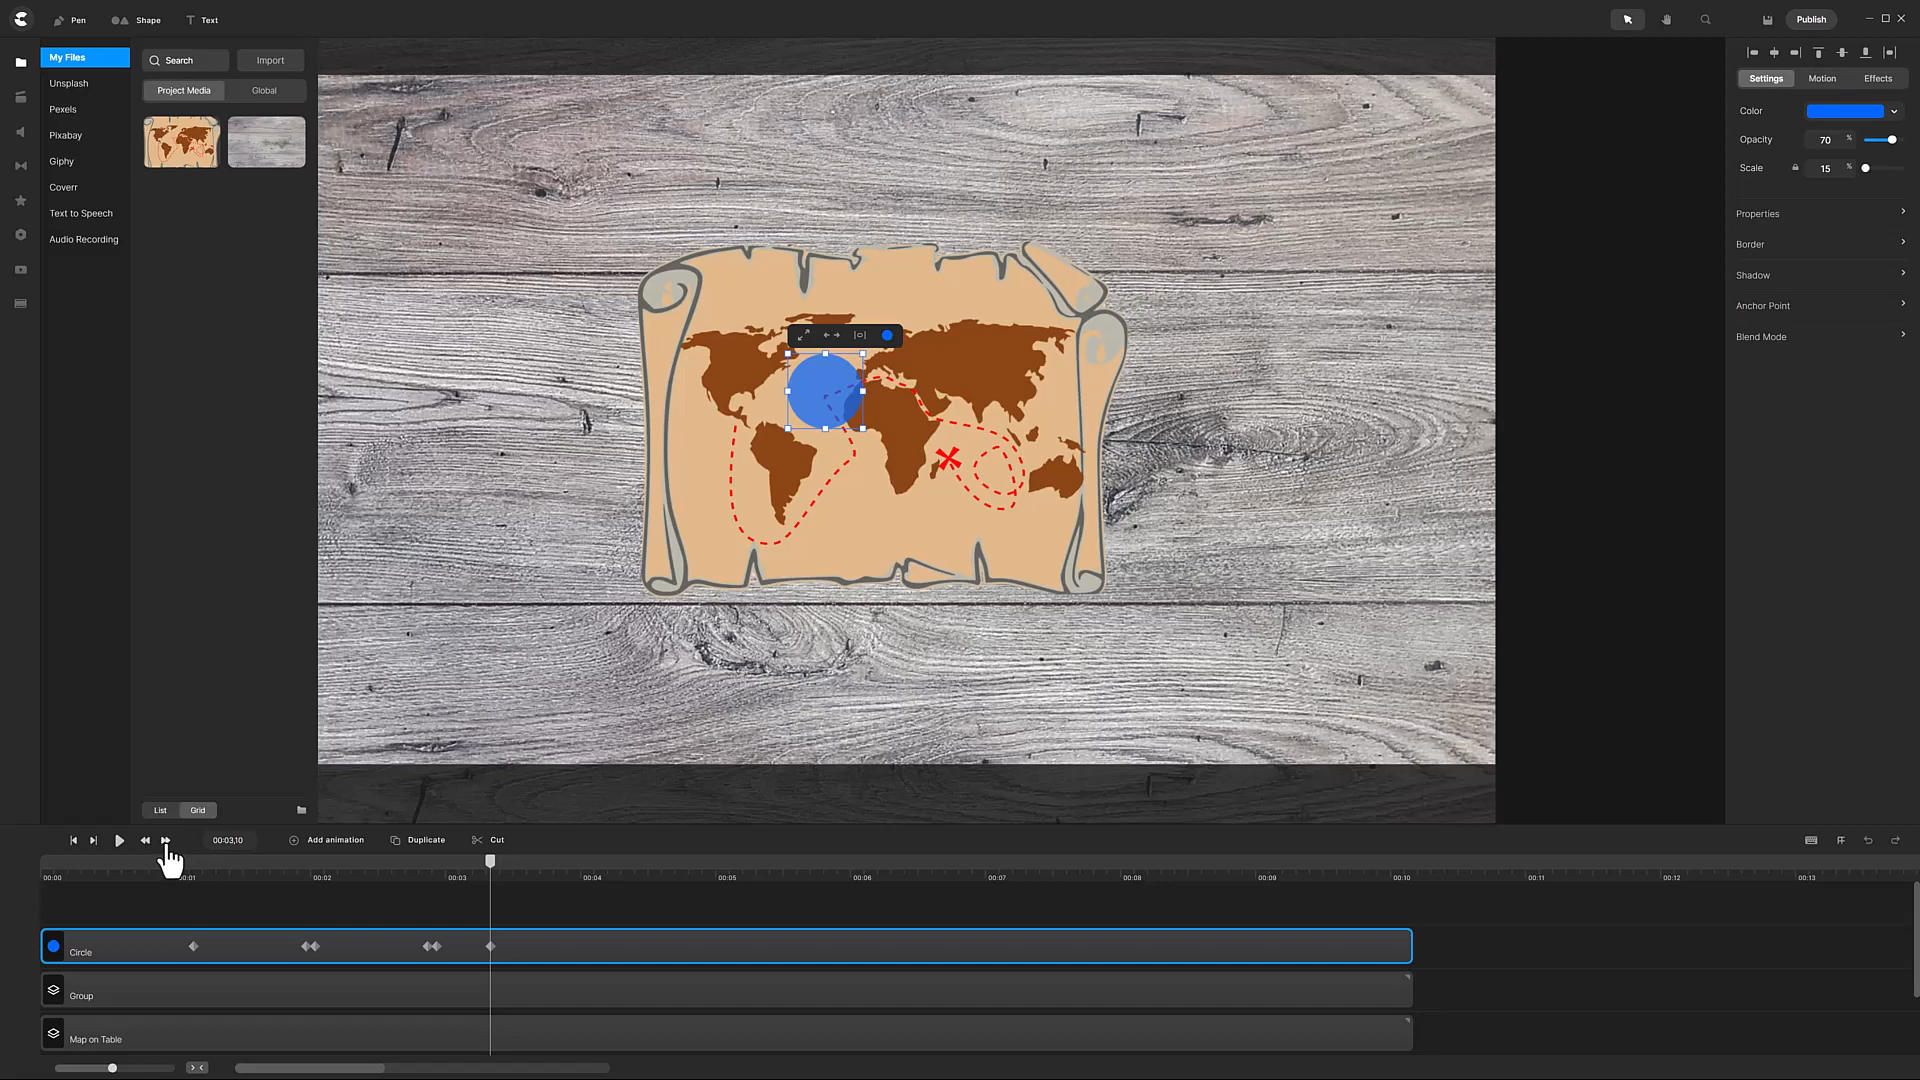 Pen Shape Text Publish
My Files
Unsplash
Pexels
Pixabay
Giphy
Coverr
Text to Speech
Audio Recording
Search Import
Project Media Global
List Grid
Settings Motion Effects
Color
Opacity 70 %
Scale 15 %
Properties
Border
Shadow
Anchor Point
Blend Mode
00:03,10 Add animation Duplicate Cut
00:00 00:01 00:02 00:03 00:04 00:05 00:06 00:07 00:08 00:09 00:10 00:11 00:12 00:13
Circle
Group
Map on Table